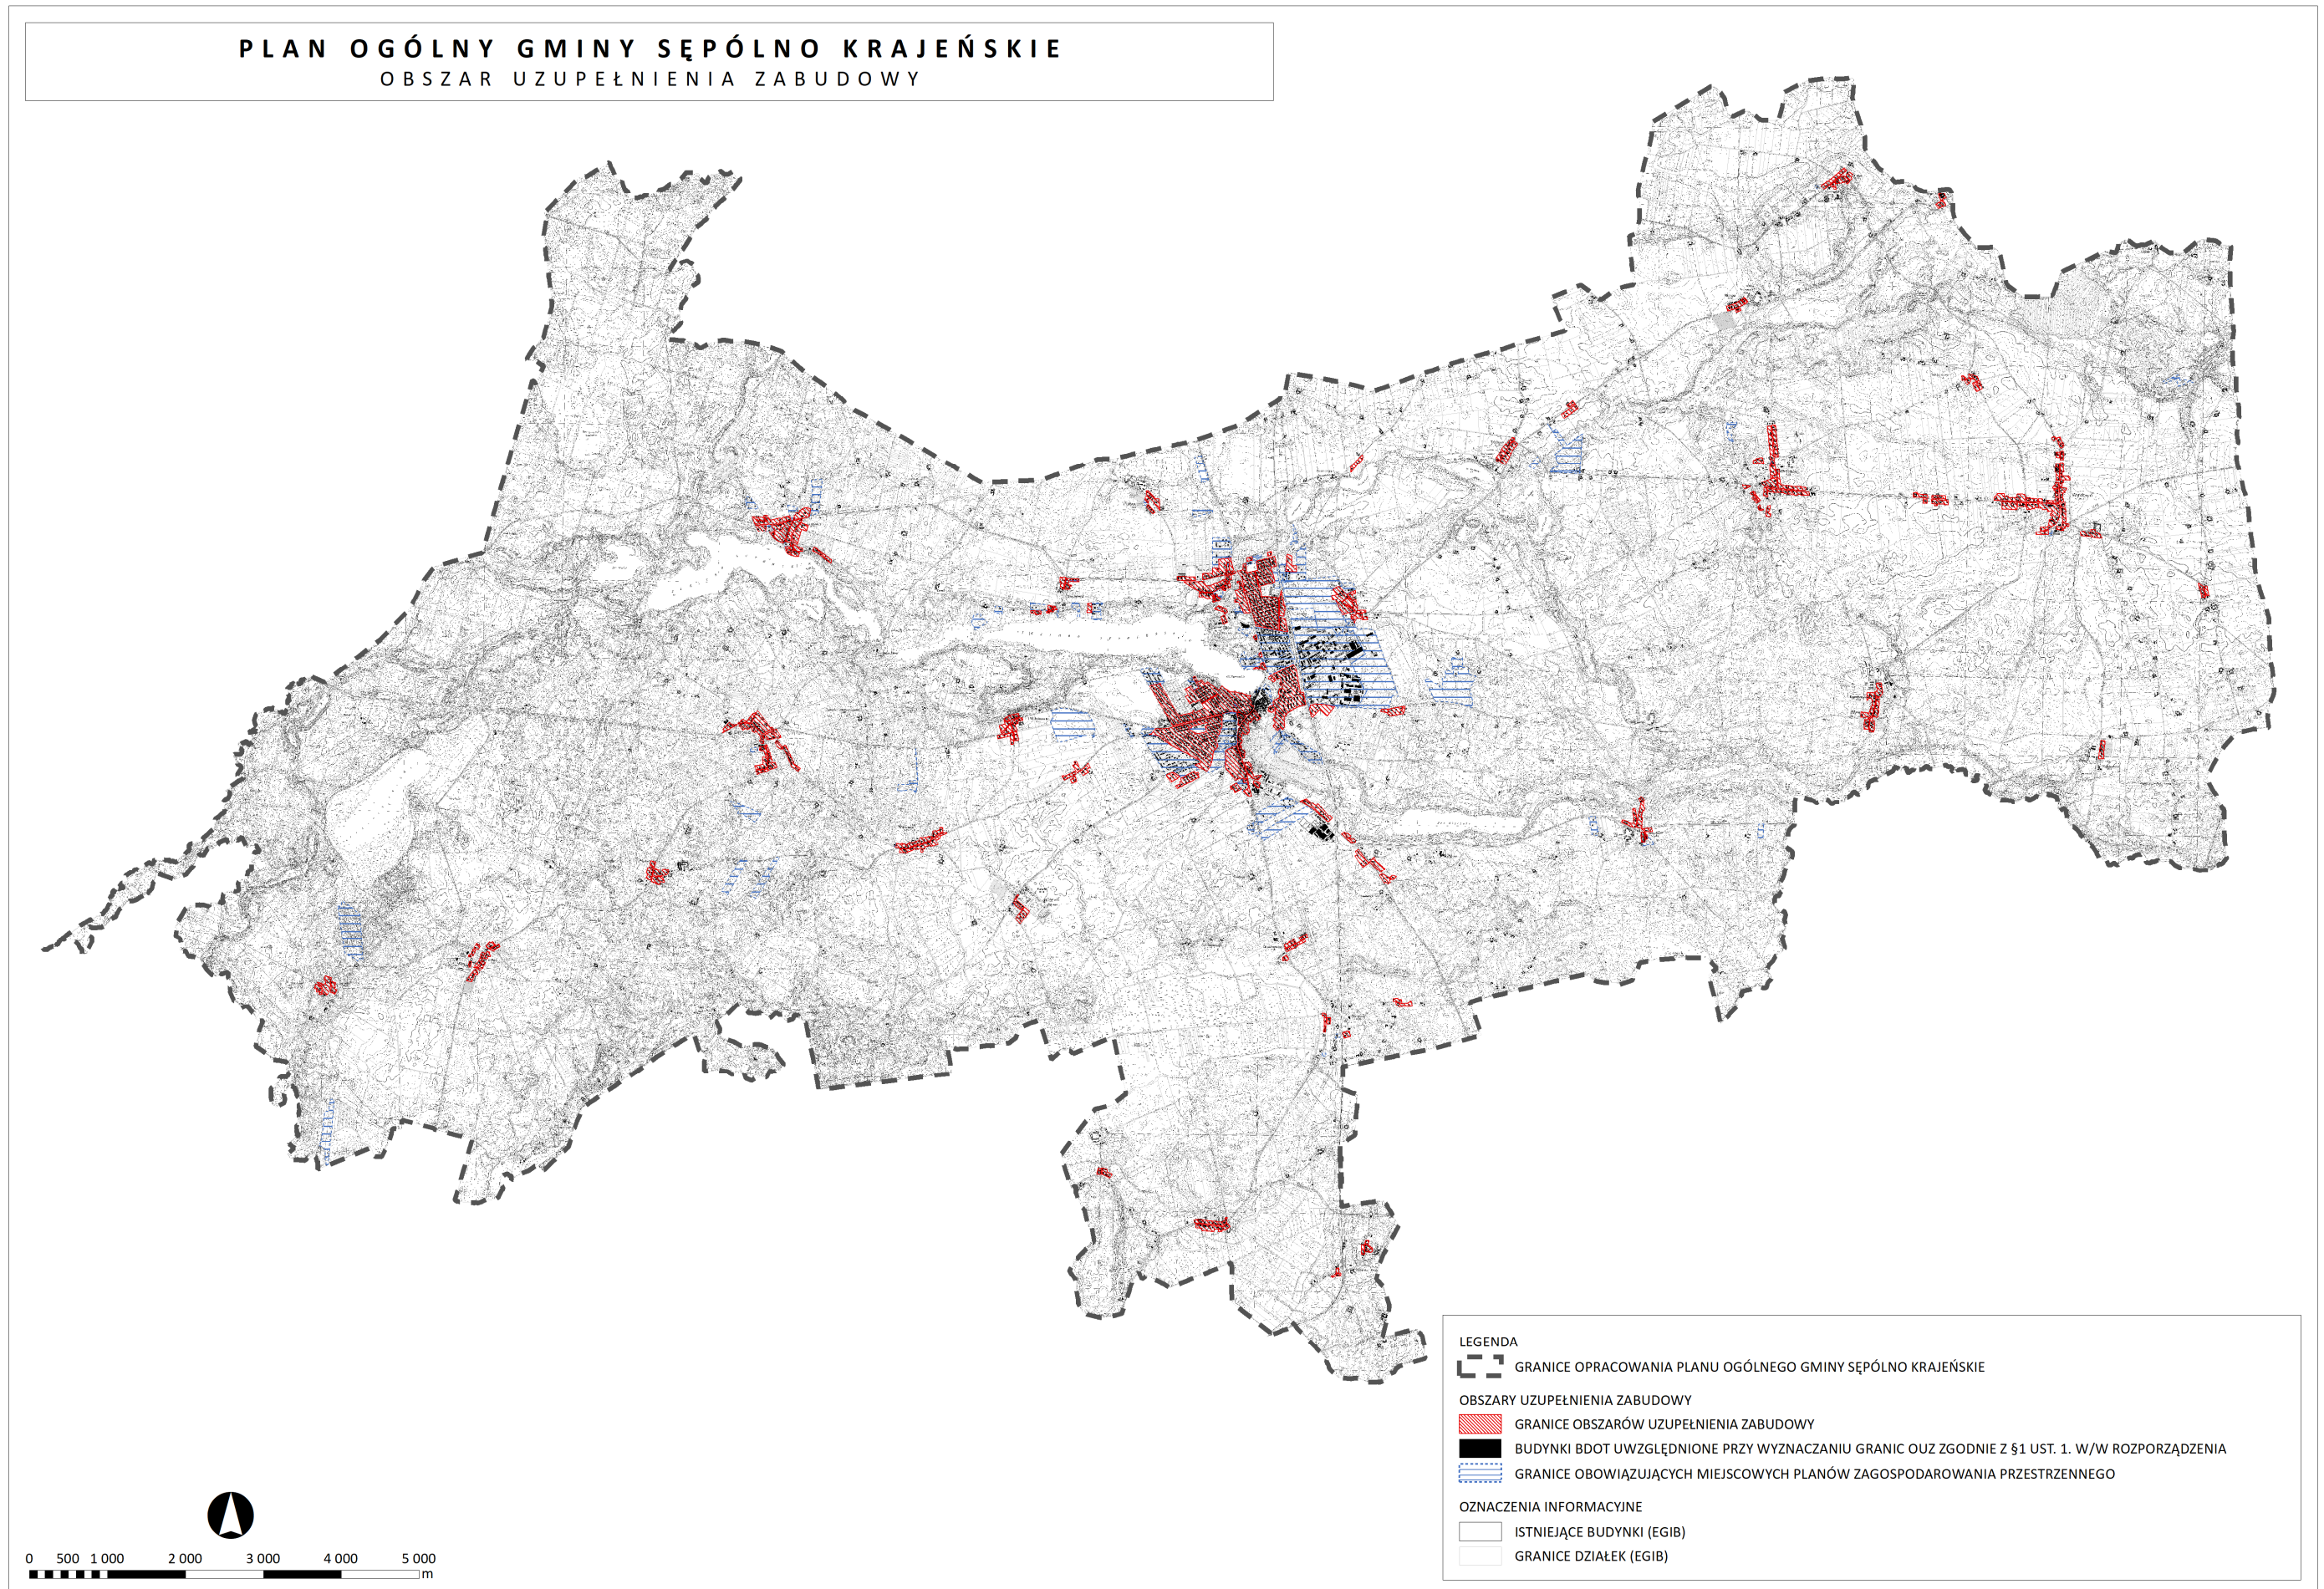 PLAN OGÓLNY GMINY SĘPÓLNO KRAJEŃSKIE
OBSZAR UZUPEŁNIENIA ZABUDOWY
LEGENDA
GRANICE OPRACOWANIA PLANU OGÓLNEGO GMINY SĘPÓLNO KRAJEŃSKIE
OBSZARY UZUPEŁNIENIA ZABUDOWY
GRANICE OBSZARÓW UZUPEŁNIENIA ZABUDOWY
BUDYNKI BDOT UWZGLĘDNIONE PRZY WYZNACZANIU GRANIC OUZ ZGODNIE Z §1 UST. 1. W/W ROZPORZĄDZENIA
GRANICE OBOWIĄZUJĄCYCH MIEJSCOWYCH PLANÓW ZAGOSPODAROWANIA PRZESTRZENNEGO
OZNACZENIA INFORMACYJNE
ISTNIEJĄCE BUDYNKI (EGIB)
GRANICE DZIAŁEK (EGIB)
0 500 1 000 2 000 3 000 4 000 5 000
m